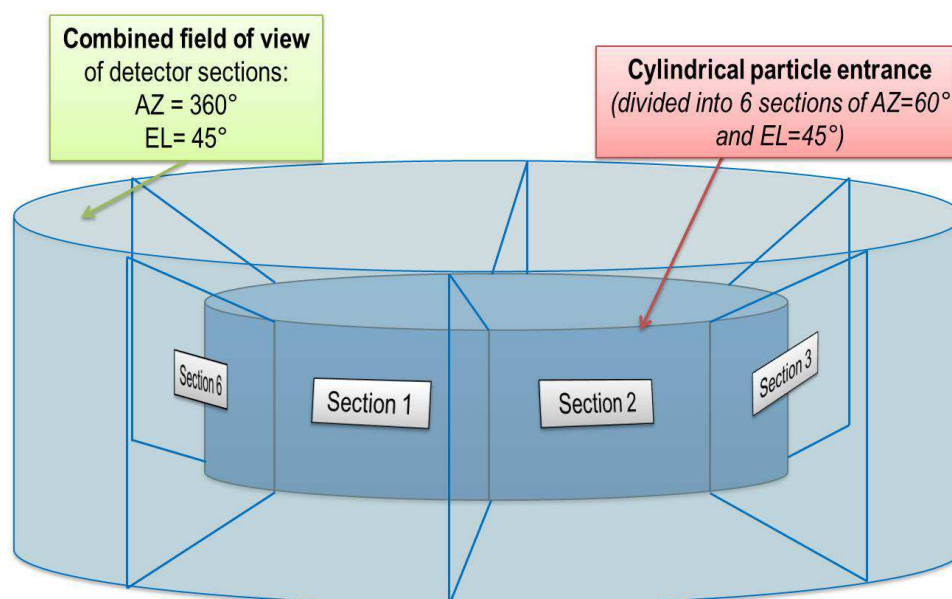 Combined field of view
of detector sections:
AZ = 360°
EL= 45°
Cylindrical particle entrance
(divided into 6 sections of AZ=60°
and EL=45°)
Section 6
Section 1
Section 2
Section 3